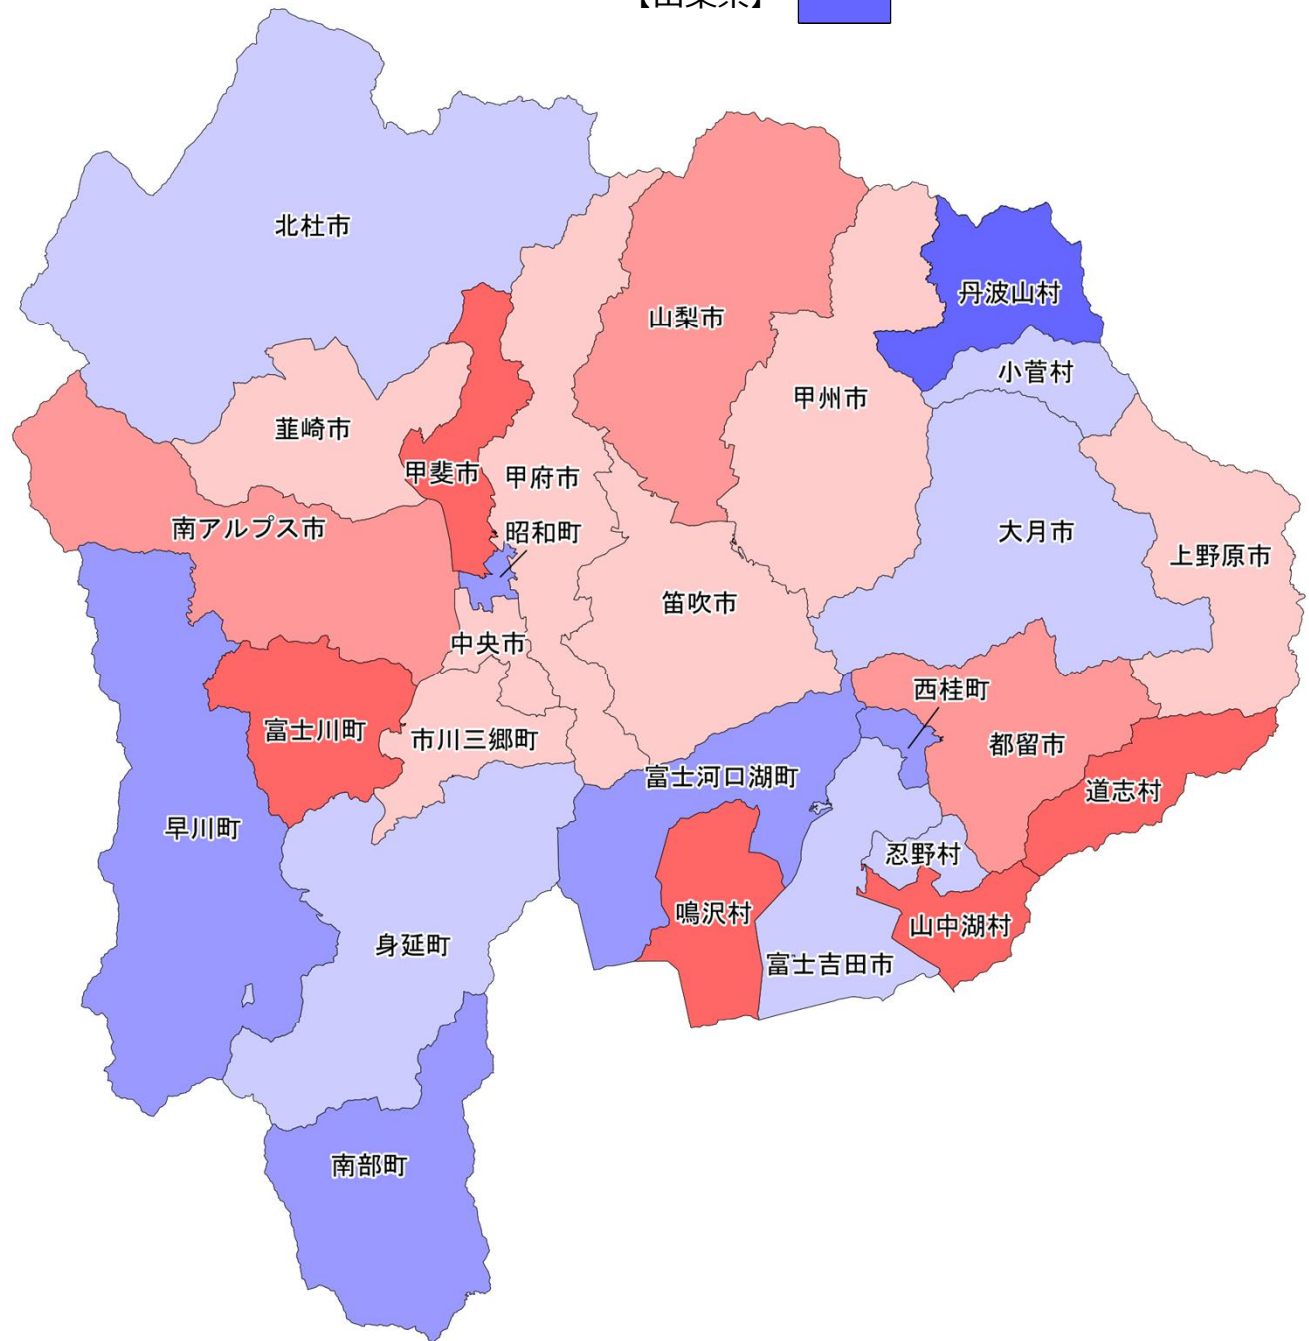 【山梨県】
北杜市
丹波山村
山梨市
小菅村
甲州市
韮崎市
甲斐市
甲府市
南アルプス市
昭和町
大月市
上野原市
笛吹市
中央市
西桂町
富士川町
市川三郷町
都留市
富士河口湖町
道志村
早川町
忍野村
鳴沢村
山中湖村
身延町
富士吉田市
南部町